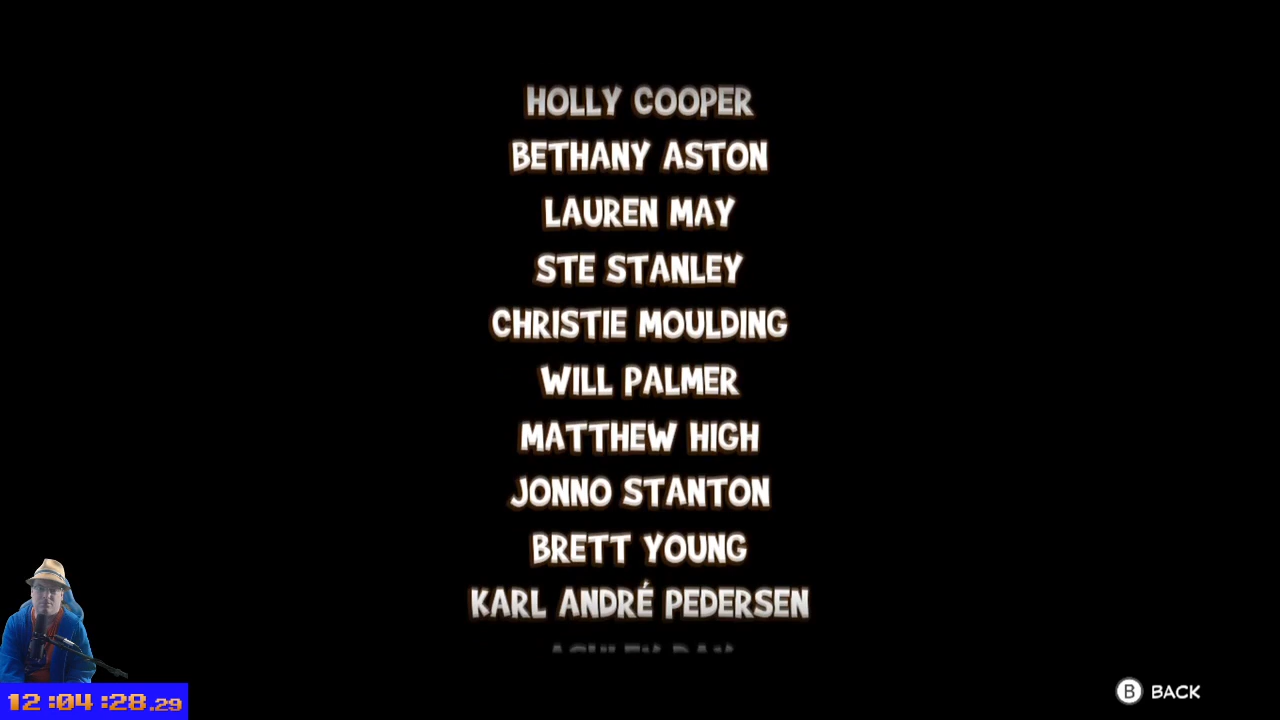 HOLLY COOPER
BETHANY ASTON
LAUREN MAY
STE STANLEY
CHRISTIE MOULDING
WILL PALMER
MATTHEW HIGH
JONNO STANTON
BRETT YOUNG
KARL ANDRÉ PEDERSEN
B BACK
12:04:28.29